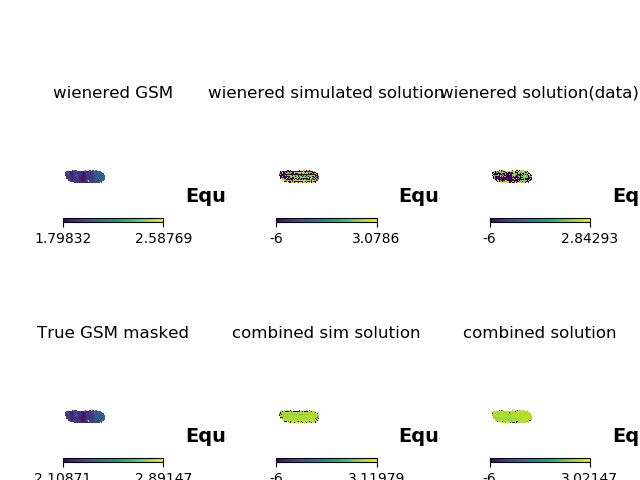 wienered GSM wienered simulated solution wienered solution(data)
Equ Equ Eq
1.79832 2.58769 -6 3.0786 -6 2.84293
True GSM masked combined sim solution combined solution
Equ Equ Eq
2.10871 2.89147 -6 3.11979 -6 3.02147